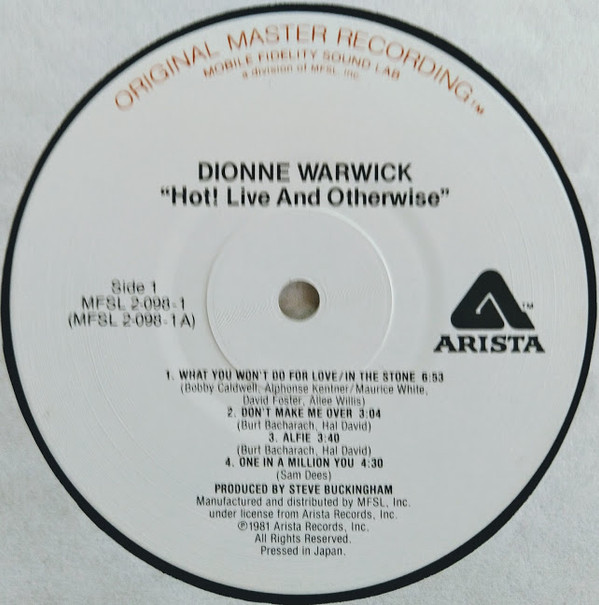 ORIGINAL MASTER RECORDING™
MOBILE FIDELITY SOUND LAB
a division of MFSL, Inc.
DIONNE WARWICK
"Hot! Live And Otherwise"
Side 1
MFSL 2-098-1
(MFSL 2-098-1A)
™
ARISTA
1. WHAT YOU WON'T DO FOR LOVE/IN THE STONE 6:53
(Bobby Caldwell, Alphonse Kentner/Maurice White,
David Foster, Allee Willis)
2. DON'T MAKE ME OVER 3:04
(Burt Bacharach, Hal David)
3. ALFIE 3:40
(Burt Bacharach, Hal David)
4. ONE IN A MILLION YOU 4:30
(Sam Dees)
PRODUCED BY STEVE BUCKINGHAM
Manufactured and distributed by MFSL, Inc.
under license from Arista Records, Inc.
℗1981 Arista Records, Inc.
All Rights Reserved.
Pressed in Japan.